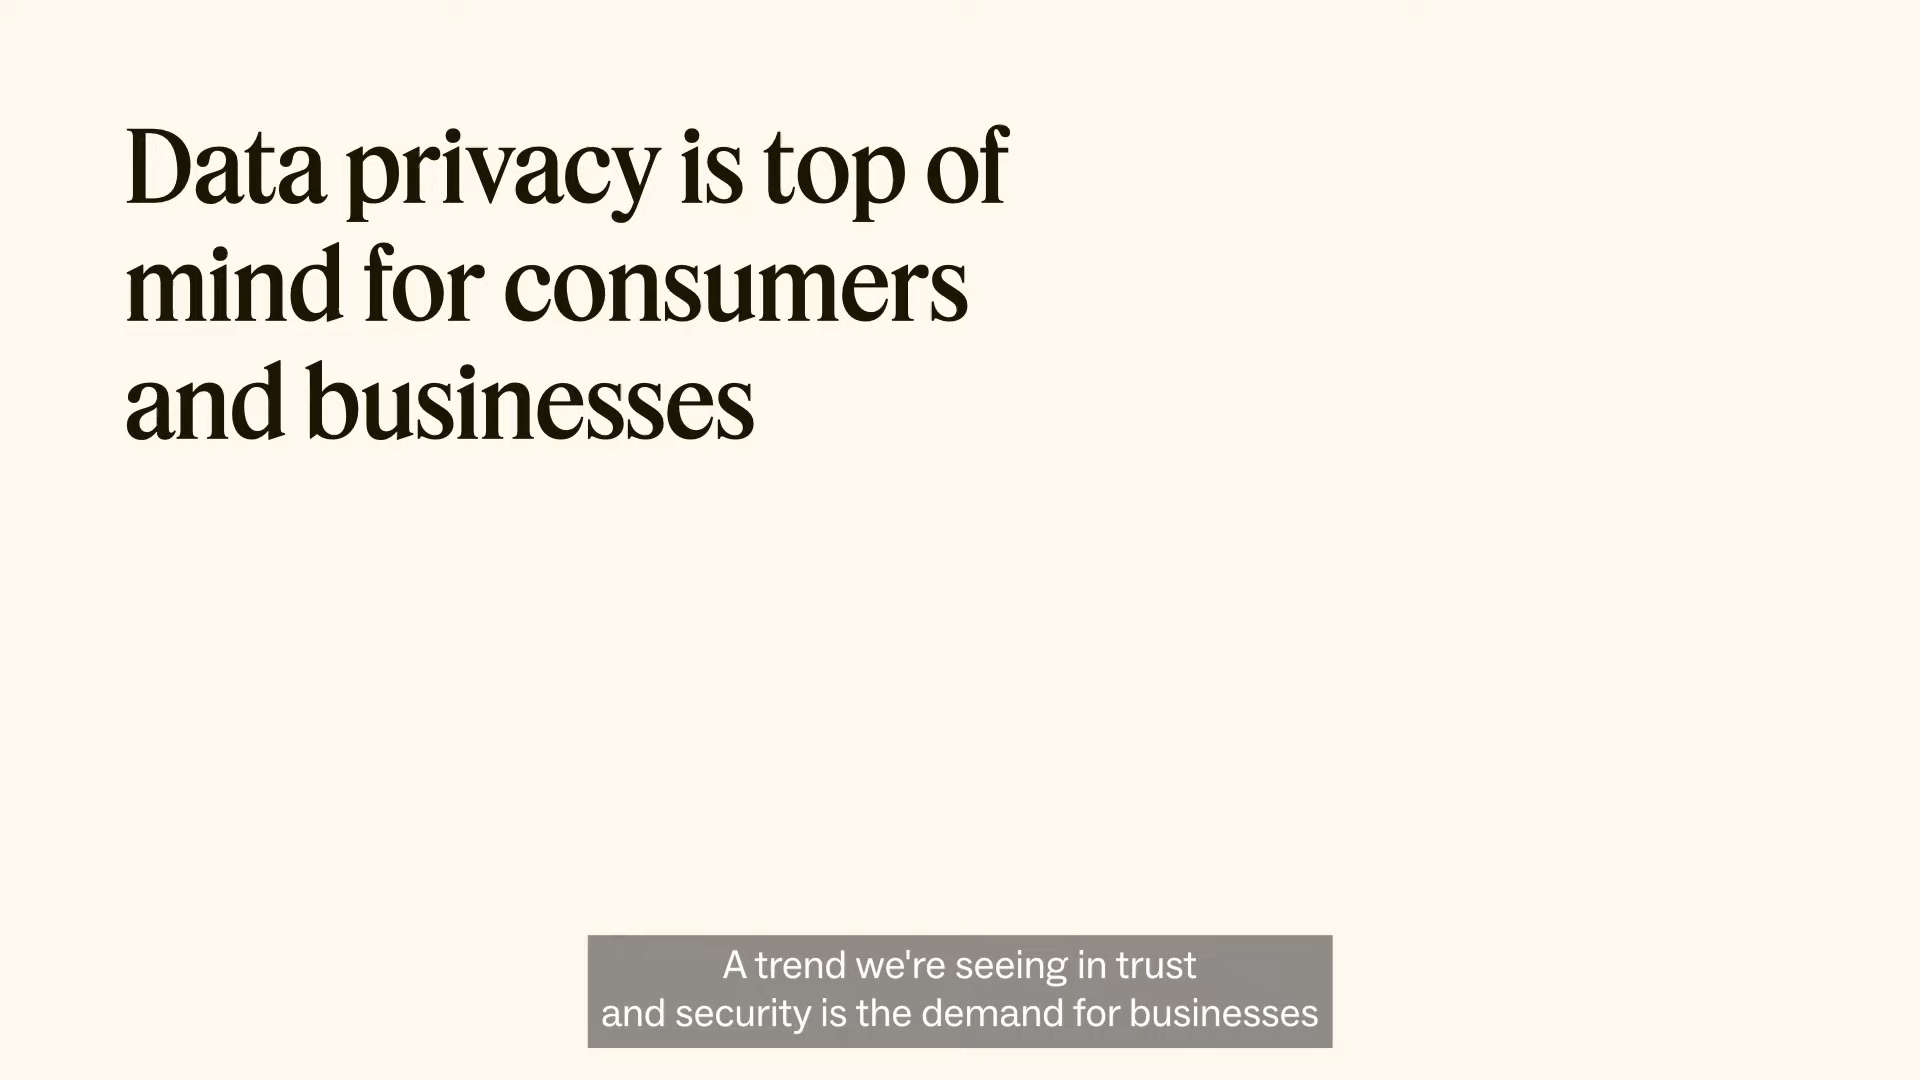 Data privacy is top of
mind for consumers
and businesses
A trend we're seeing in trust
and security is the demand for businesses